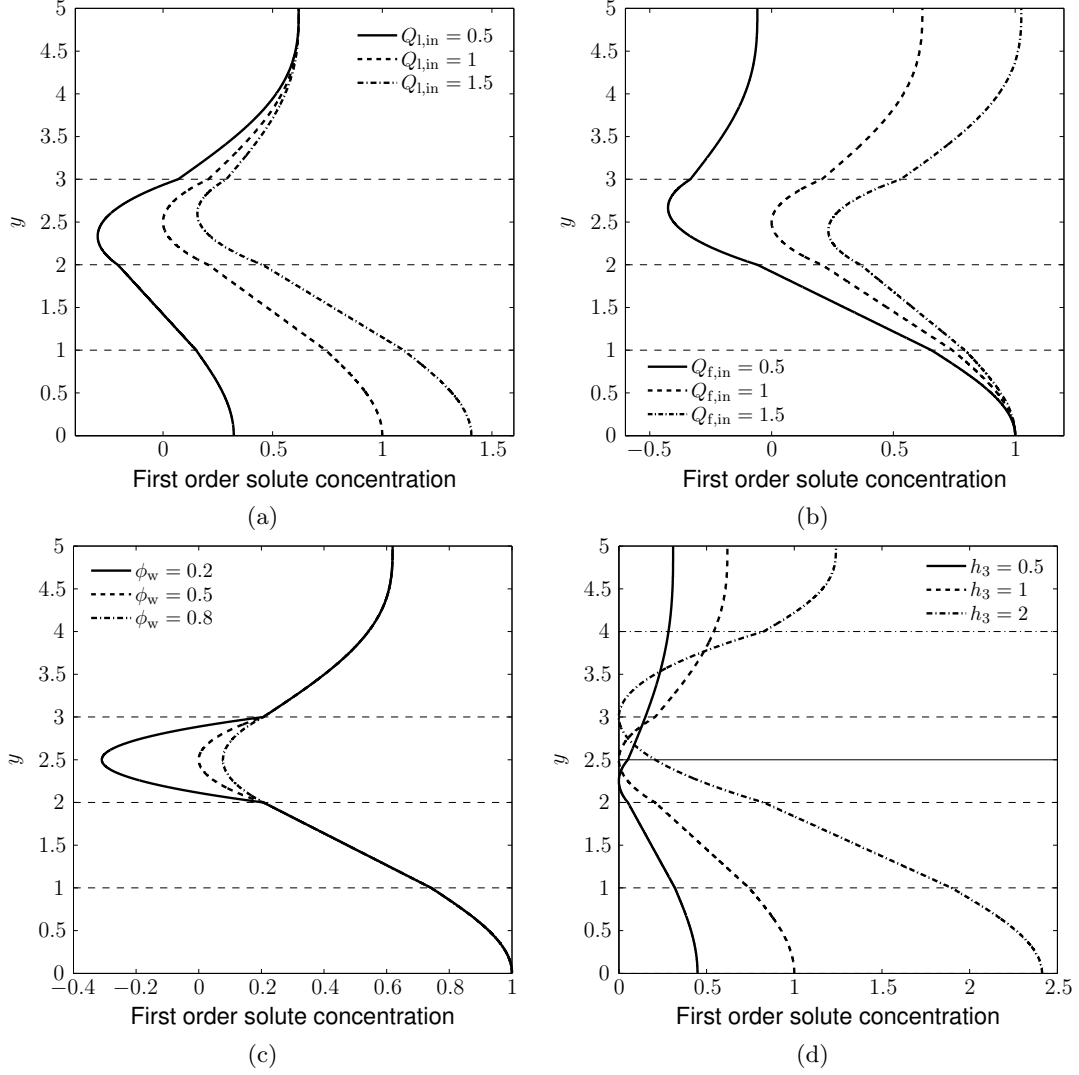 5
4.5
4
3.5
3
2.5
2
1.5
1
0.5
0
y
0 0.5 1 1.5
Q_{l,in} = 0.5
Q_{l,in} = 1
Q_{l,in} = 1.5
First order solute concentration
(a)
5
4.5
4
3.5
3
2.5
2
1.5
1
0.5
0
y
−0.5 0 0.5 1
Q_{f,in} = 0.5
Q_{f,in} = 1
Q_{f,in} = 1.5
First order solute concentration
(b)
5
4.5
4
3.5
3
2.5
2
1.5
1
0.5
0
y
−0.4 −0.2 0 0.2 0.4 0.6 0.8 1
ϕ_w = 0.2
ϕ_w = 0.5
ϕ_w = 0.8
First order solute concentration
(c)
5
4.5
4
3.5
3
2.5
2
1.5
1
0.5
0
y
0 0.5 1 1.5 2 2.5
h_3 = 0.5
h_3 = 1
h_3 = 2
First order solute concentration
(d)